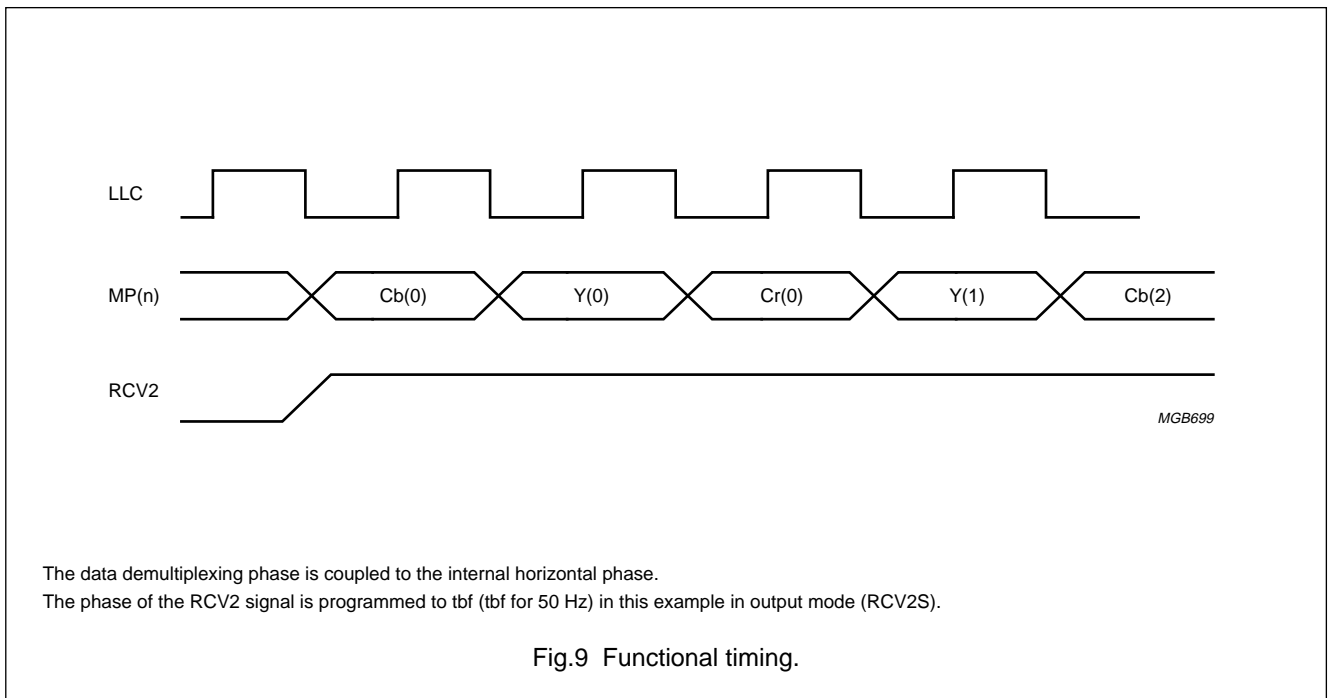 LLC
MP(n) Cb(0) Y(0) Cr(0) Y(1) Cb(2)
RCV2
MGB699
The data demultiplexing phase is coupled to the internal horizontal phase.
The phase of the RCV2 signal is programmed to tbf (tbf for 50 Hz) in this example in output mode (RCV2S).
Fig.9 Functional timing.